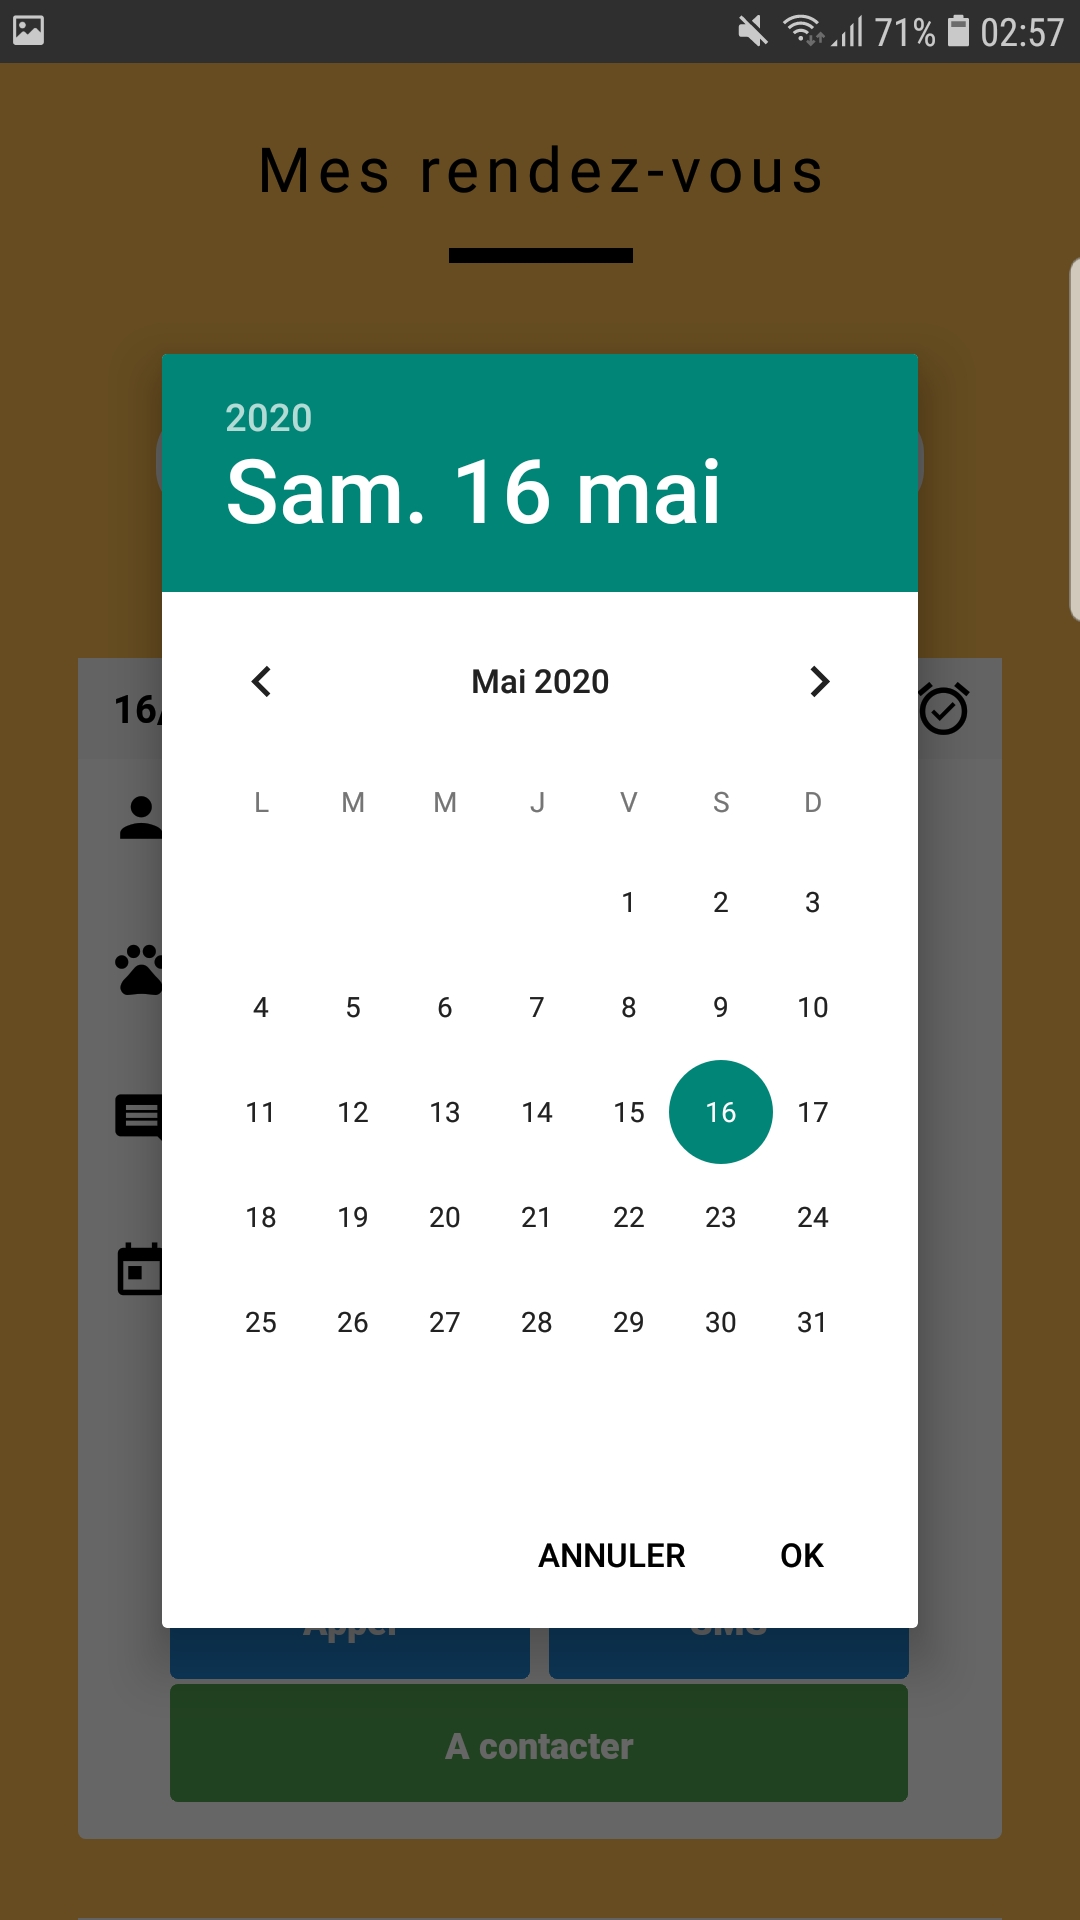 71% 02:57
Mes rendez-vous
2020
Sam. 16 mai
Mai 2020
16/
L M M J V S D
1 2 3
4 5 6 7 8 9 10
11 12 13 14 15 16 17
18 19 20 21 22 23 24
25 26 27 28 29 30 31
ANNULER OK
Appel SMS
A contacter